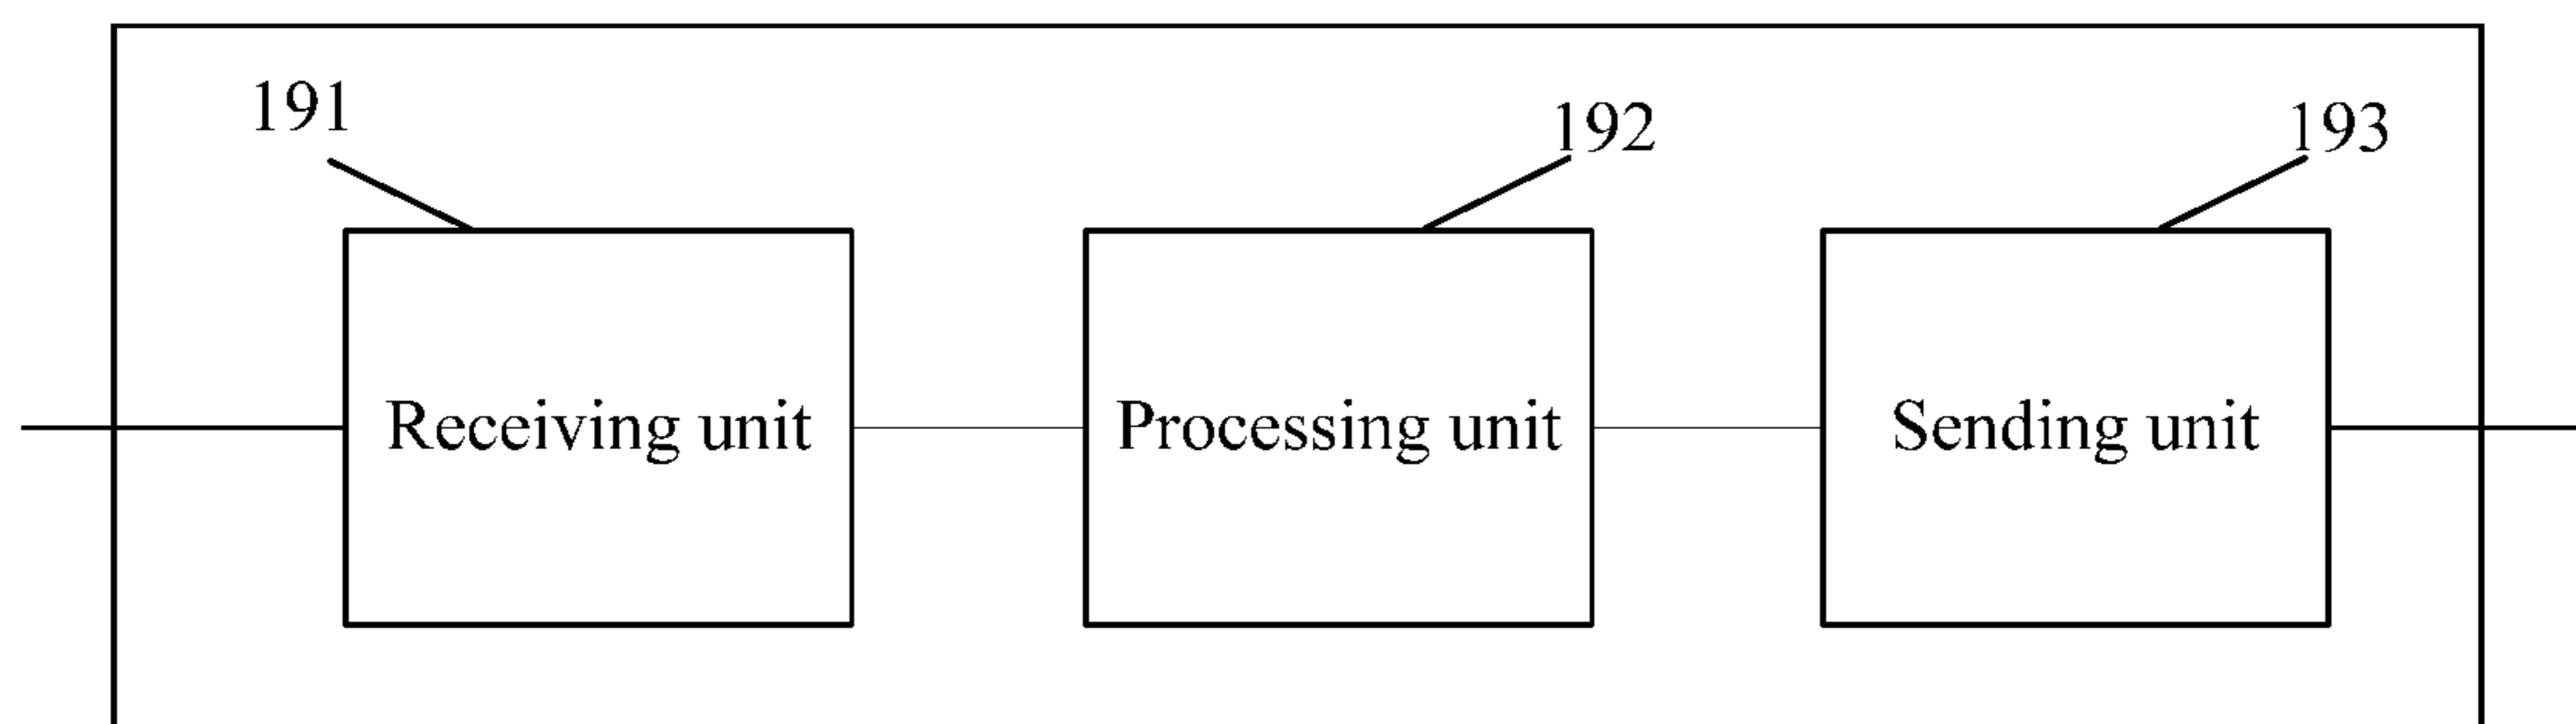 191
192
193
Receiving unit
Processing unit
Sending unit